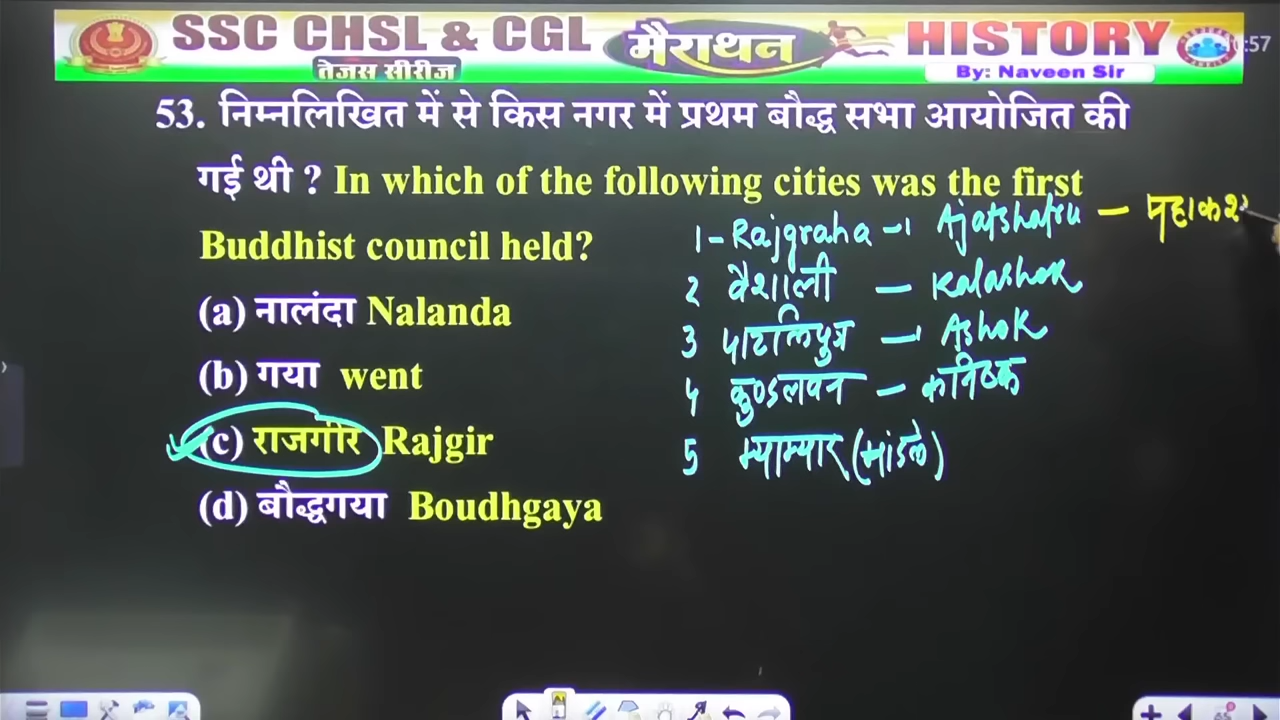 SSC CHSL & CGL मैराथन HISTORY
तेजस सीरीज By: Naveen Sir
53. निम्नलिखित में से किस नगर में प्रथम बौद्ध सभा आयोजित की
गई थी ? In which of the following cities was the first
Buddhist council held?
(a) नालंदा Nalanda
(b) गया went
(c) राजगीर Rajgir
(d) बौद्धगया Boudhgaya
1 - Rajgraha - Ajatshatru - महाकश
2 वैशाली - Kalashok
3 पाटलिपुत्र - Ashok
4 कुण्डलवन - कनिष्क
5 म्याम्यार (मांडले)